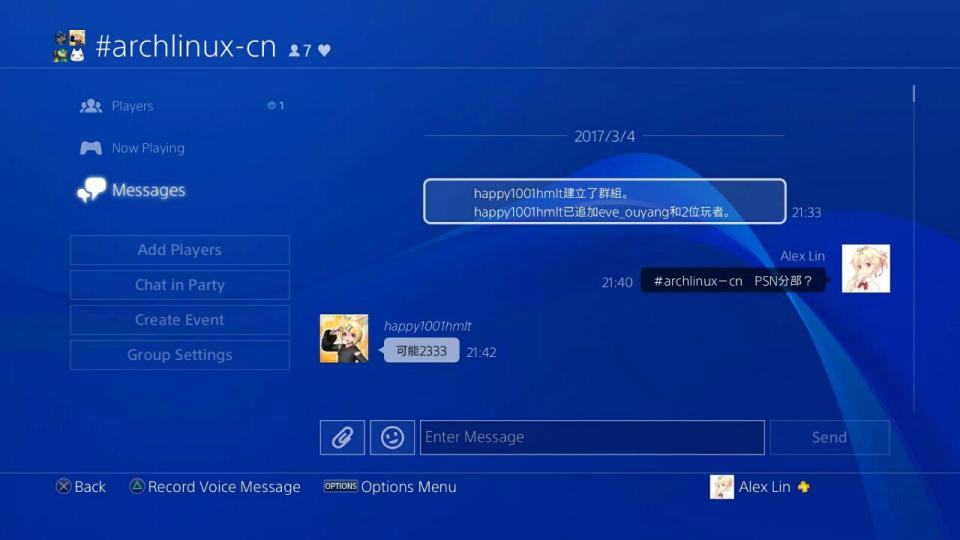 #archlinux-cn 7
Players 1
Now Playing
Messages
Add Players
Chat in Party
Create Event
Group Settings
2017/3/4
happy1001hmlt建立了群組。
happy1001hmlt已追加eve_ouyang和2位玩者。
21:33
Alex Lin
21:40 #archlinux－cn　PSN分部？
happy1001hmlt
可能2333 21:42
Enter Message
Send
Back
Record Voice Message
OPTIONS Options Menu
Alex Lin